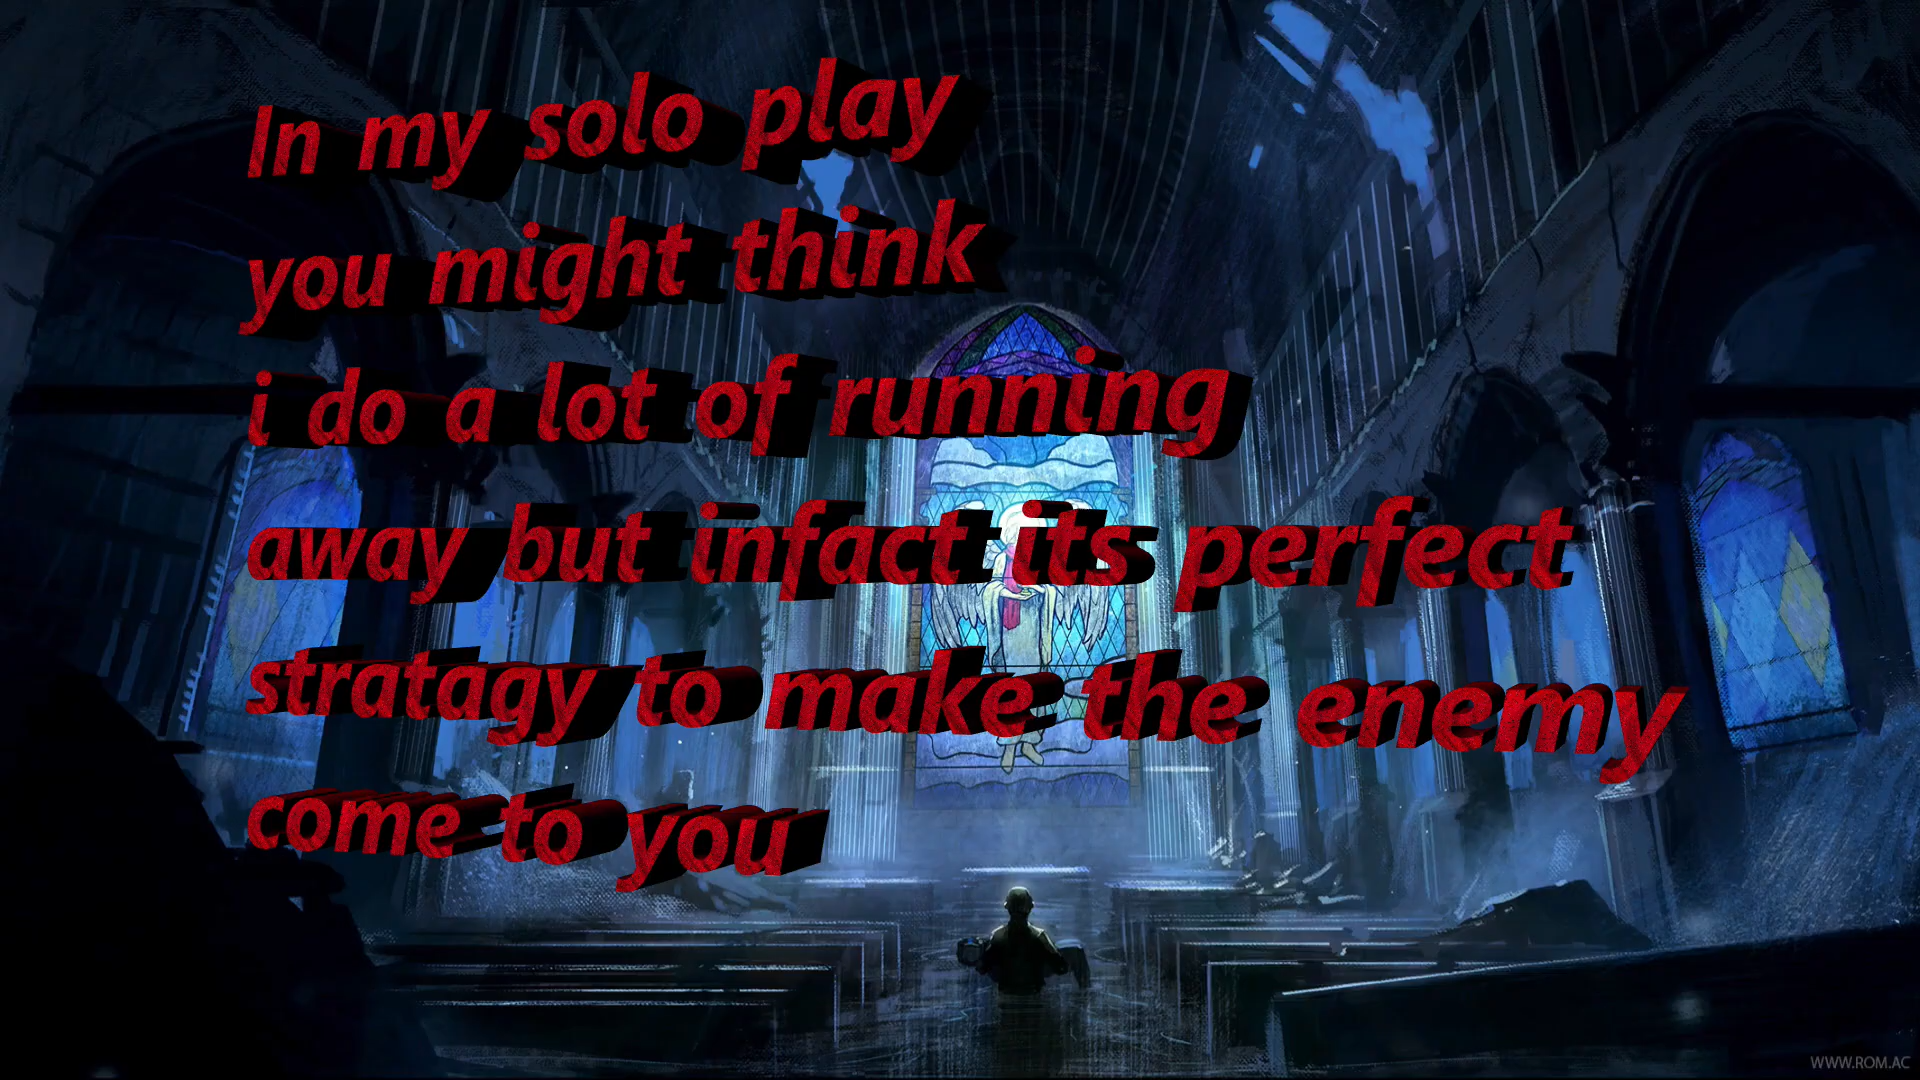 In my solo play
you might think
i do a lot of running
away but infact its perfect
stratagy to make the enemy
come to you
WWW.ROM.AC